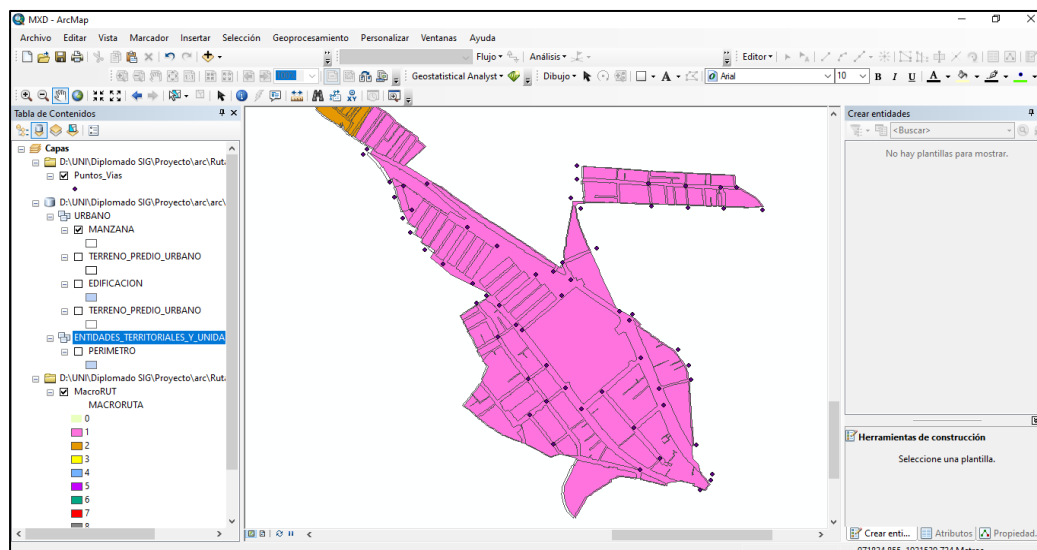 MXD - ArcMap
Archivo Editar Vista Marcador Insertar Selección Geoprocesamiento Personalizar Ventanas Ayuda
Flujo Análisis Editor
Geostatistical Analyst Dibujo Arial 10 B I U A
Tabla de Contenidos
Capas
D:\UNI\Diplomado SIG\Proyecto\arc\Ruta
Puntos_Vias
D:\UNI\Diplomado SIG\Proyecto\arc\arc\
URBANO
MANZANA
TERRENO_PREDIO_URBANO
EDIFICACION
TERRENO_PREDIO_URBANO
ENTIDADES_TERRITORIALES_Y_UNIDA
PERIMETRO
D:\UNI\Diplomado SIG\Proyecto\arc\Ruta
MacroRUT
MACRORUTA
0
1
2
3
4
5
6
7
8
Crear entidades
<Buscar>
No hay plantillas para mostrar.
Herramientas de construcción
Seleccione una plantilla.
Crear enti... Atributos Propiedad.